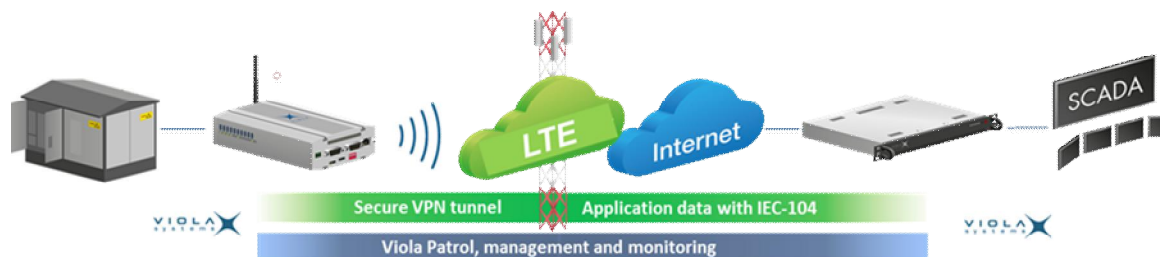 SCADA
LTE
Internet
Secure VPN tunnel
Application data with IEC-104
VIOLA
systems
VIOLA
systems
Viola Patrol, management and monitoring